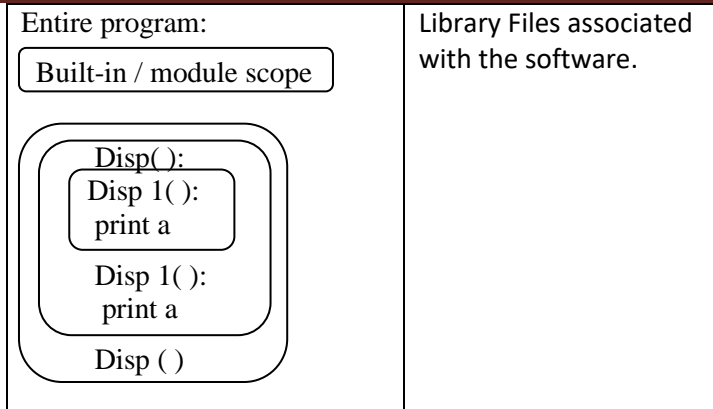 Entire program:
Built-in / module scope
Disp( ):
Disp 1( ):
print a
Disp 1( ):
print a
Disp ( )
Library Files associated
with the software.